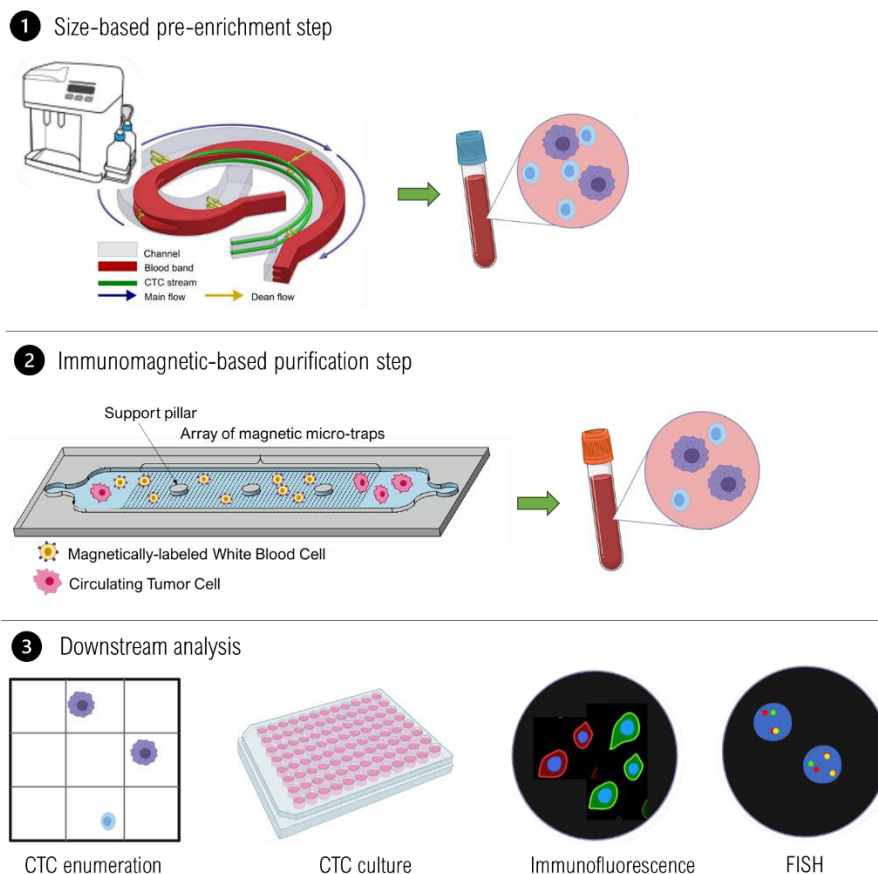 1 Size-based pre-enrichment step
Channel
Blood band
CTC stream
Main flow Dean flow
2 Immunomagnetic-based purification step
Support pillar
Array of magnetic micro-traps
Magnetically-labeled White Blood Cell
Circulating Tumor Cell
3 Downstream analysis
CTC enumeration CTC culture Immunofluorescence FISH